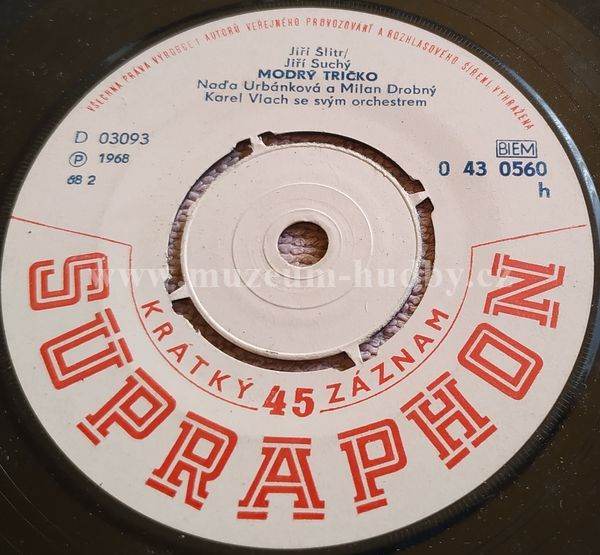 VŠECHNA PRÁVA VÝROBCE I AUTORŮ VEŘEJNÉHO PROVOZOVÁNÍ A ROZHLASOVÉHO ŠÍŘENÍ VYHRAŽENA
Jiří Šlitr/
Jiří Suchý
MODRÝ TRIČKO
Naďa Urbánková a Milan Drobný
Karel Vlach se svým orchestrem
D 03093
Ⓟ 1968
68 2
BIEM
0 43 0560
h
www.muzeum-hudby.cz
KRÁTKÝ 45 ZÁZNAM
SUPRAPHON